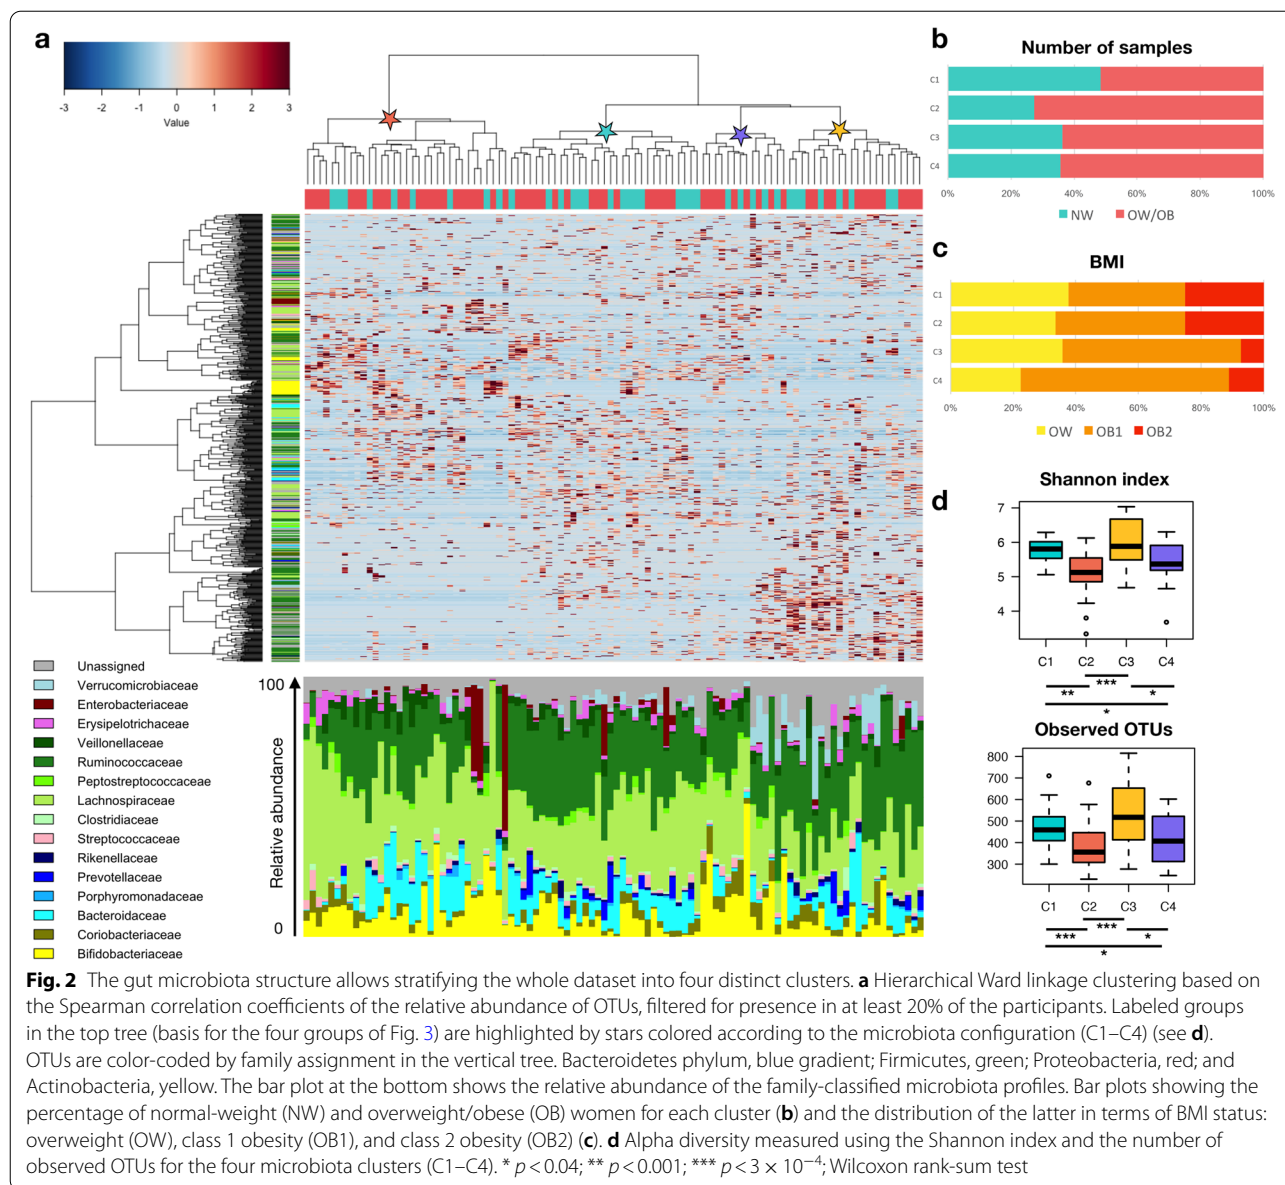 a
-3 -2 -1 0 1 2 3
Value
b
Number of samples
C1
C2
C3
C4
0% 20% 40% 60% 80% 100%
NW OW/OB
c
BMI
C1
C2
C3
C4
0% 20% 40% 60% 80% 100%
OW OB1 OB2
d
Shannon index
7
6
5
4
C1 C2 C3 C4
** *** *
*
Observed OTUs
800
700
600
500
400
300
C1 C2 C3 C4
*** *** *
*
Unassigned
Verrucomicrobiaceae
Enterobacteriaceae
Erysipelotrichaceae
Veillonellaceae
Ruminococcaceae
Peptostreptococcaceae
Lachnospiraceae
Clostridiaceae
Streptococcaceae
Rikenellaceae
Prevotellaceae
Porphyromonadaceae
Bacteroidaceae
Coriobacteriaceae
Bifidobacteriaceae
100
Relative abundance
0
Fig. 2 The gut microbiota structure allows stratifying the whole dataset into four distinct clusters. a Hierarchical Ward linkage clustering based on
the Spearman correlation coefficients of the relative abundance of OTUs, filtered for presence in at least 20% of the participants. Labeled groups
in the top tree (basis for the four groups of Fig. 3) are highlighted by stars colored according to the microbiota configuration (C1–C4) (see d).
OTUs are color-coded by family assignment in the vertical tree. Bacteroidetes phylum, blue gradient; Firmicutes, green; Proteobacteria, red; and
Actinobacteria, yellow. The bar plot at the bottom shows the relative abundance of the family-classified microbiota profiles. Bar plots showing the
percentage of normal-weight (NW) and overweight/obese (OB) women for each cluster (b) and the distribution of the latter in terms of BMI status:
overweight (OW), class 1 obesity (OB1), and class 2 obesity (OB2) (c). d Alpha diversity measured using the Shannon index and the number of
observed OTUs for the four microbiota clusters (C1–C4). * p < 0.04; ** p < 0.001; *** p < 3 × 10⁻⁴; Wilcoxon rank-sum test